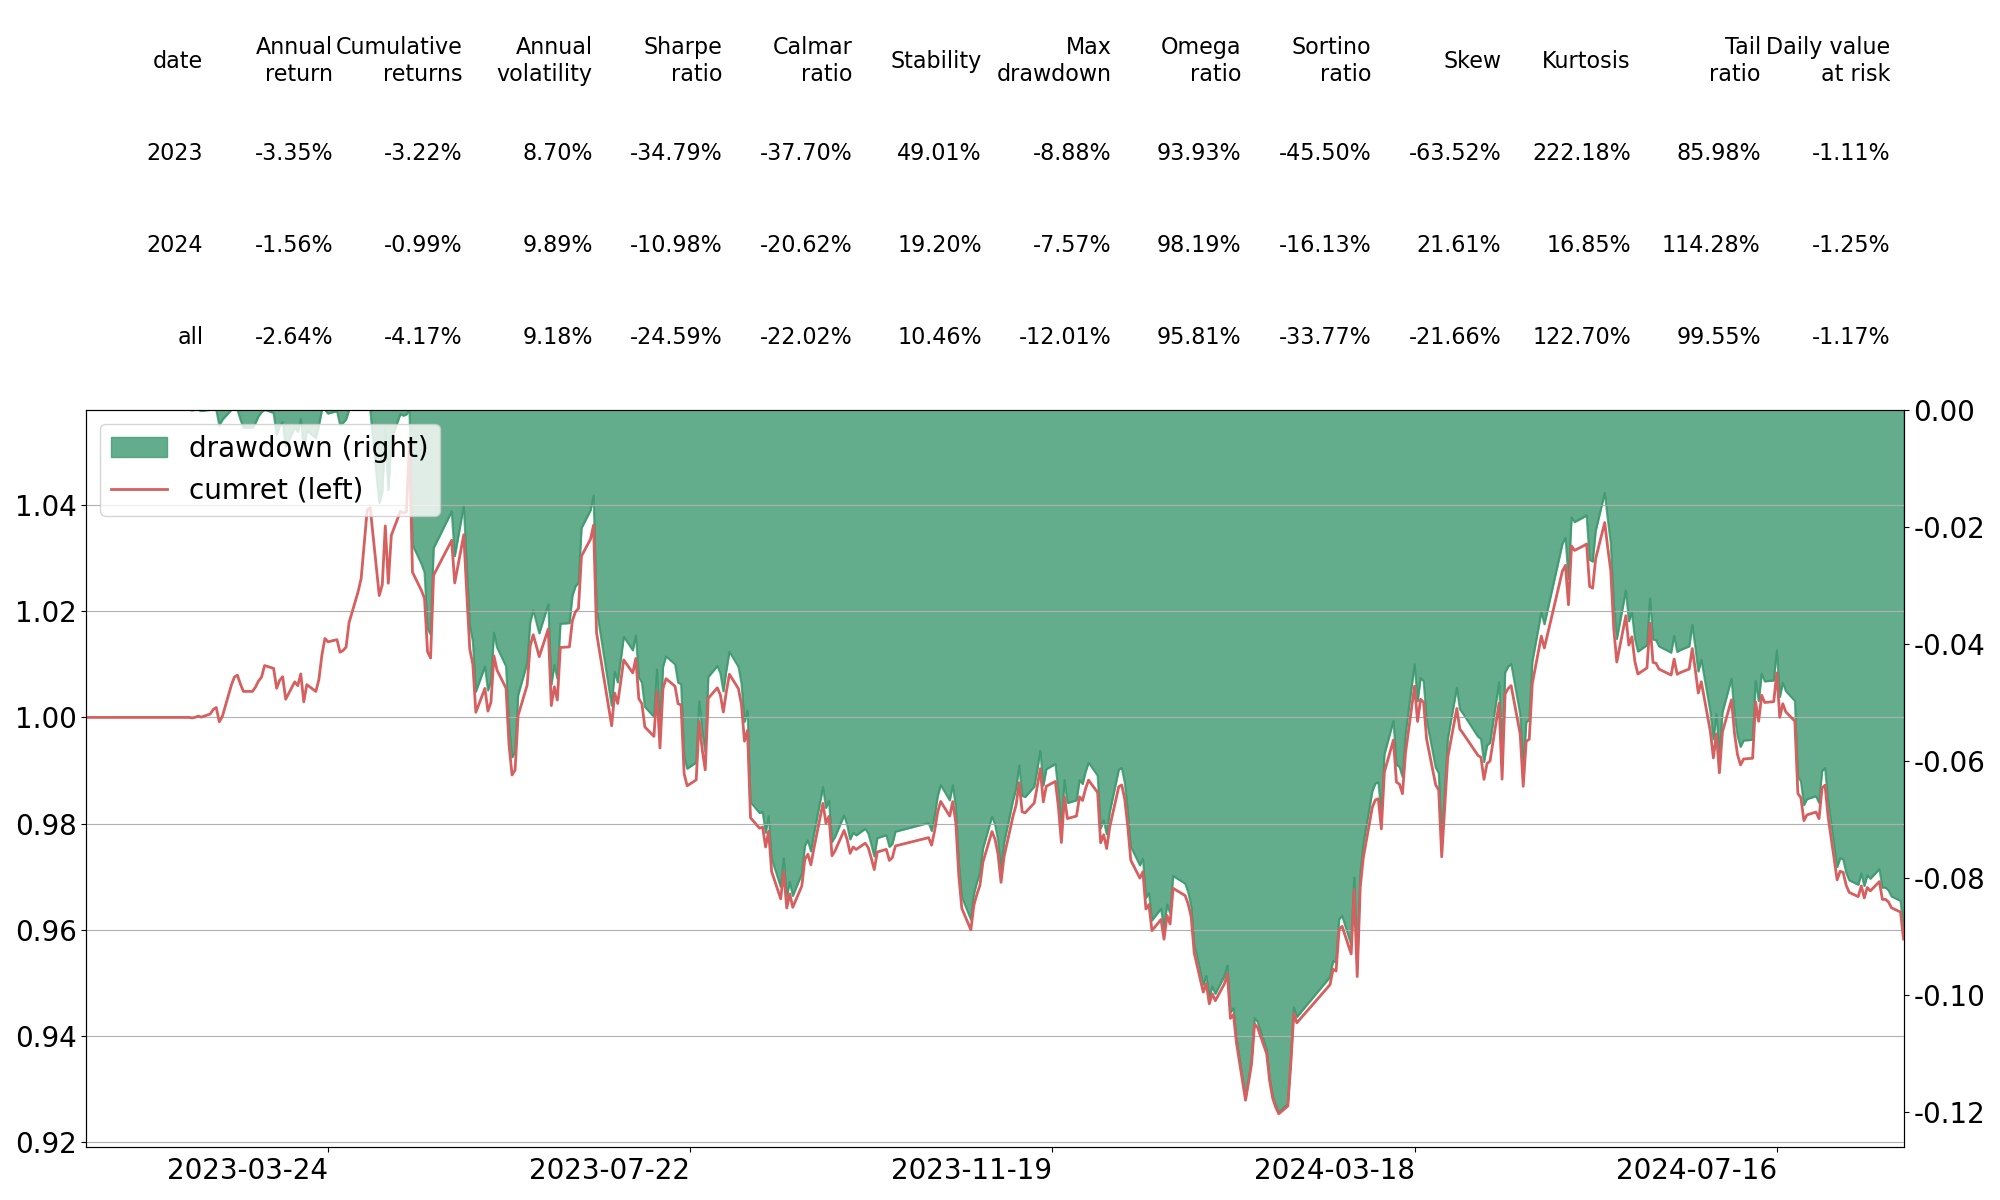 date Annual return Cumulative returns Annual volatility Sharpe ratio Calmar ratio Stability Max drawdown Omega ratio Sortino ratio Skew Kurtosis Tail ratio Daily value at risk
2023 -3.35% -3.22% 8.70% -34.79% -37.70% 49.01% -8.88% 93.93% -45.50% -63.52% 222.18% 85.98% -1.11%
2024 -1.56% -0.99% 9.89% -10.98% -20.62% 19.20% -7.57% 98.19% -16.13% 21.61% 16.85% 114.28% -1.25%
all -2.64% -4.17% 9.18% -24.59% -22.02% 10.46% -12.01% 95.81% -33.77% -21.66% 122.70% 99.55% -1.17%
drawdown (right)
cumret (left)
1.04
1.02
1.00
0.98
0.96
0.94
0.92
0.00
-0.02
-0.04
-0.06
-0.08
-0.10
-0.12
2023-03-24 2023-07-22 2023-11-19 2024-03-18 2024-07-16